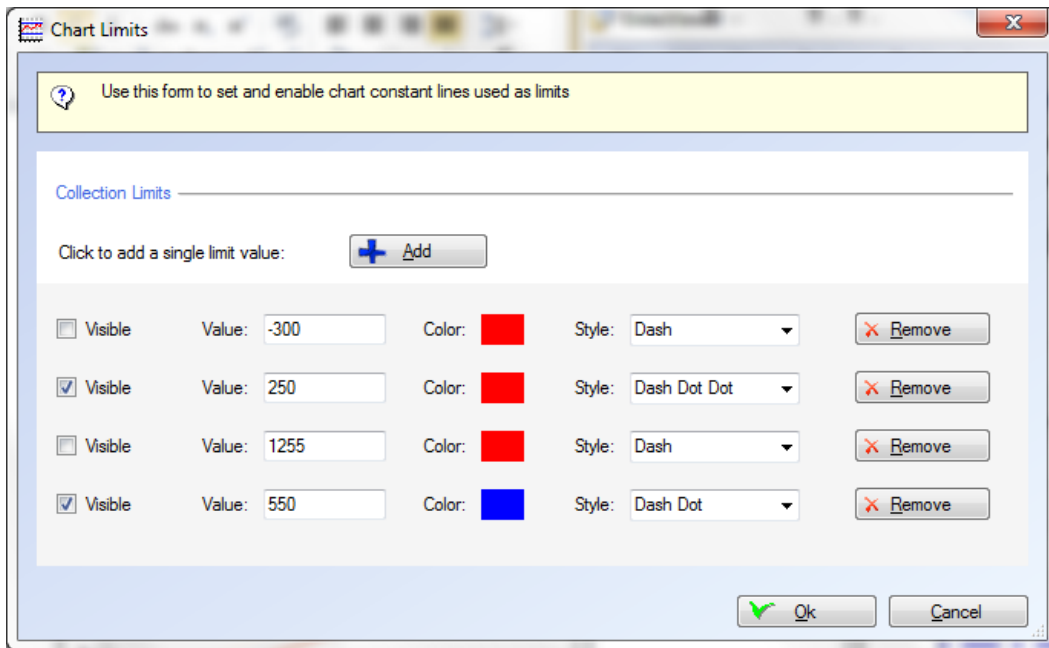 Chart Limits
Use this form to set and enable chart constant lines used as limits
Collection Limits
Click to add a single limit value: Add
Visible Value: -300 Color: Style: Dash Remove
Visible Value: 250 Color: Style: Dash Dot Dot Remove
Visible Value: 1255 Color: Style: Dash Remove
Visible Value: 550 Color: Style: Dash Dot Remove
Ok Cancel